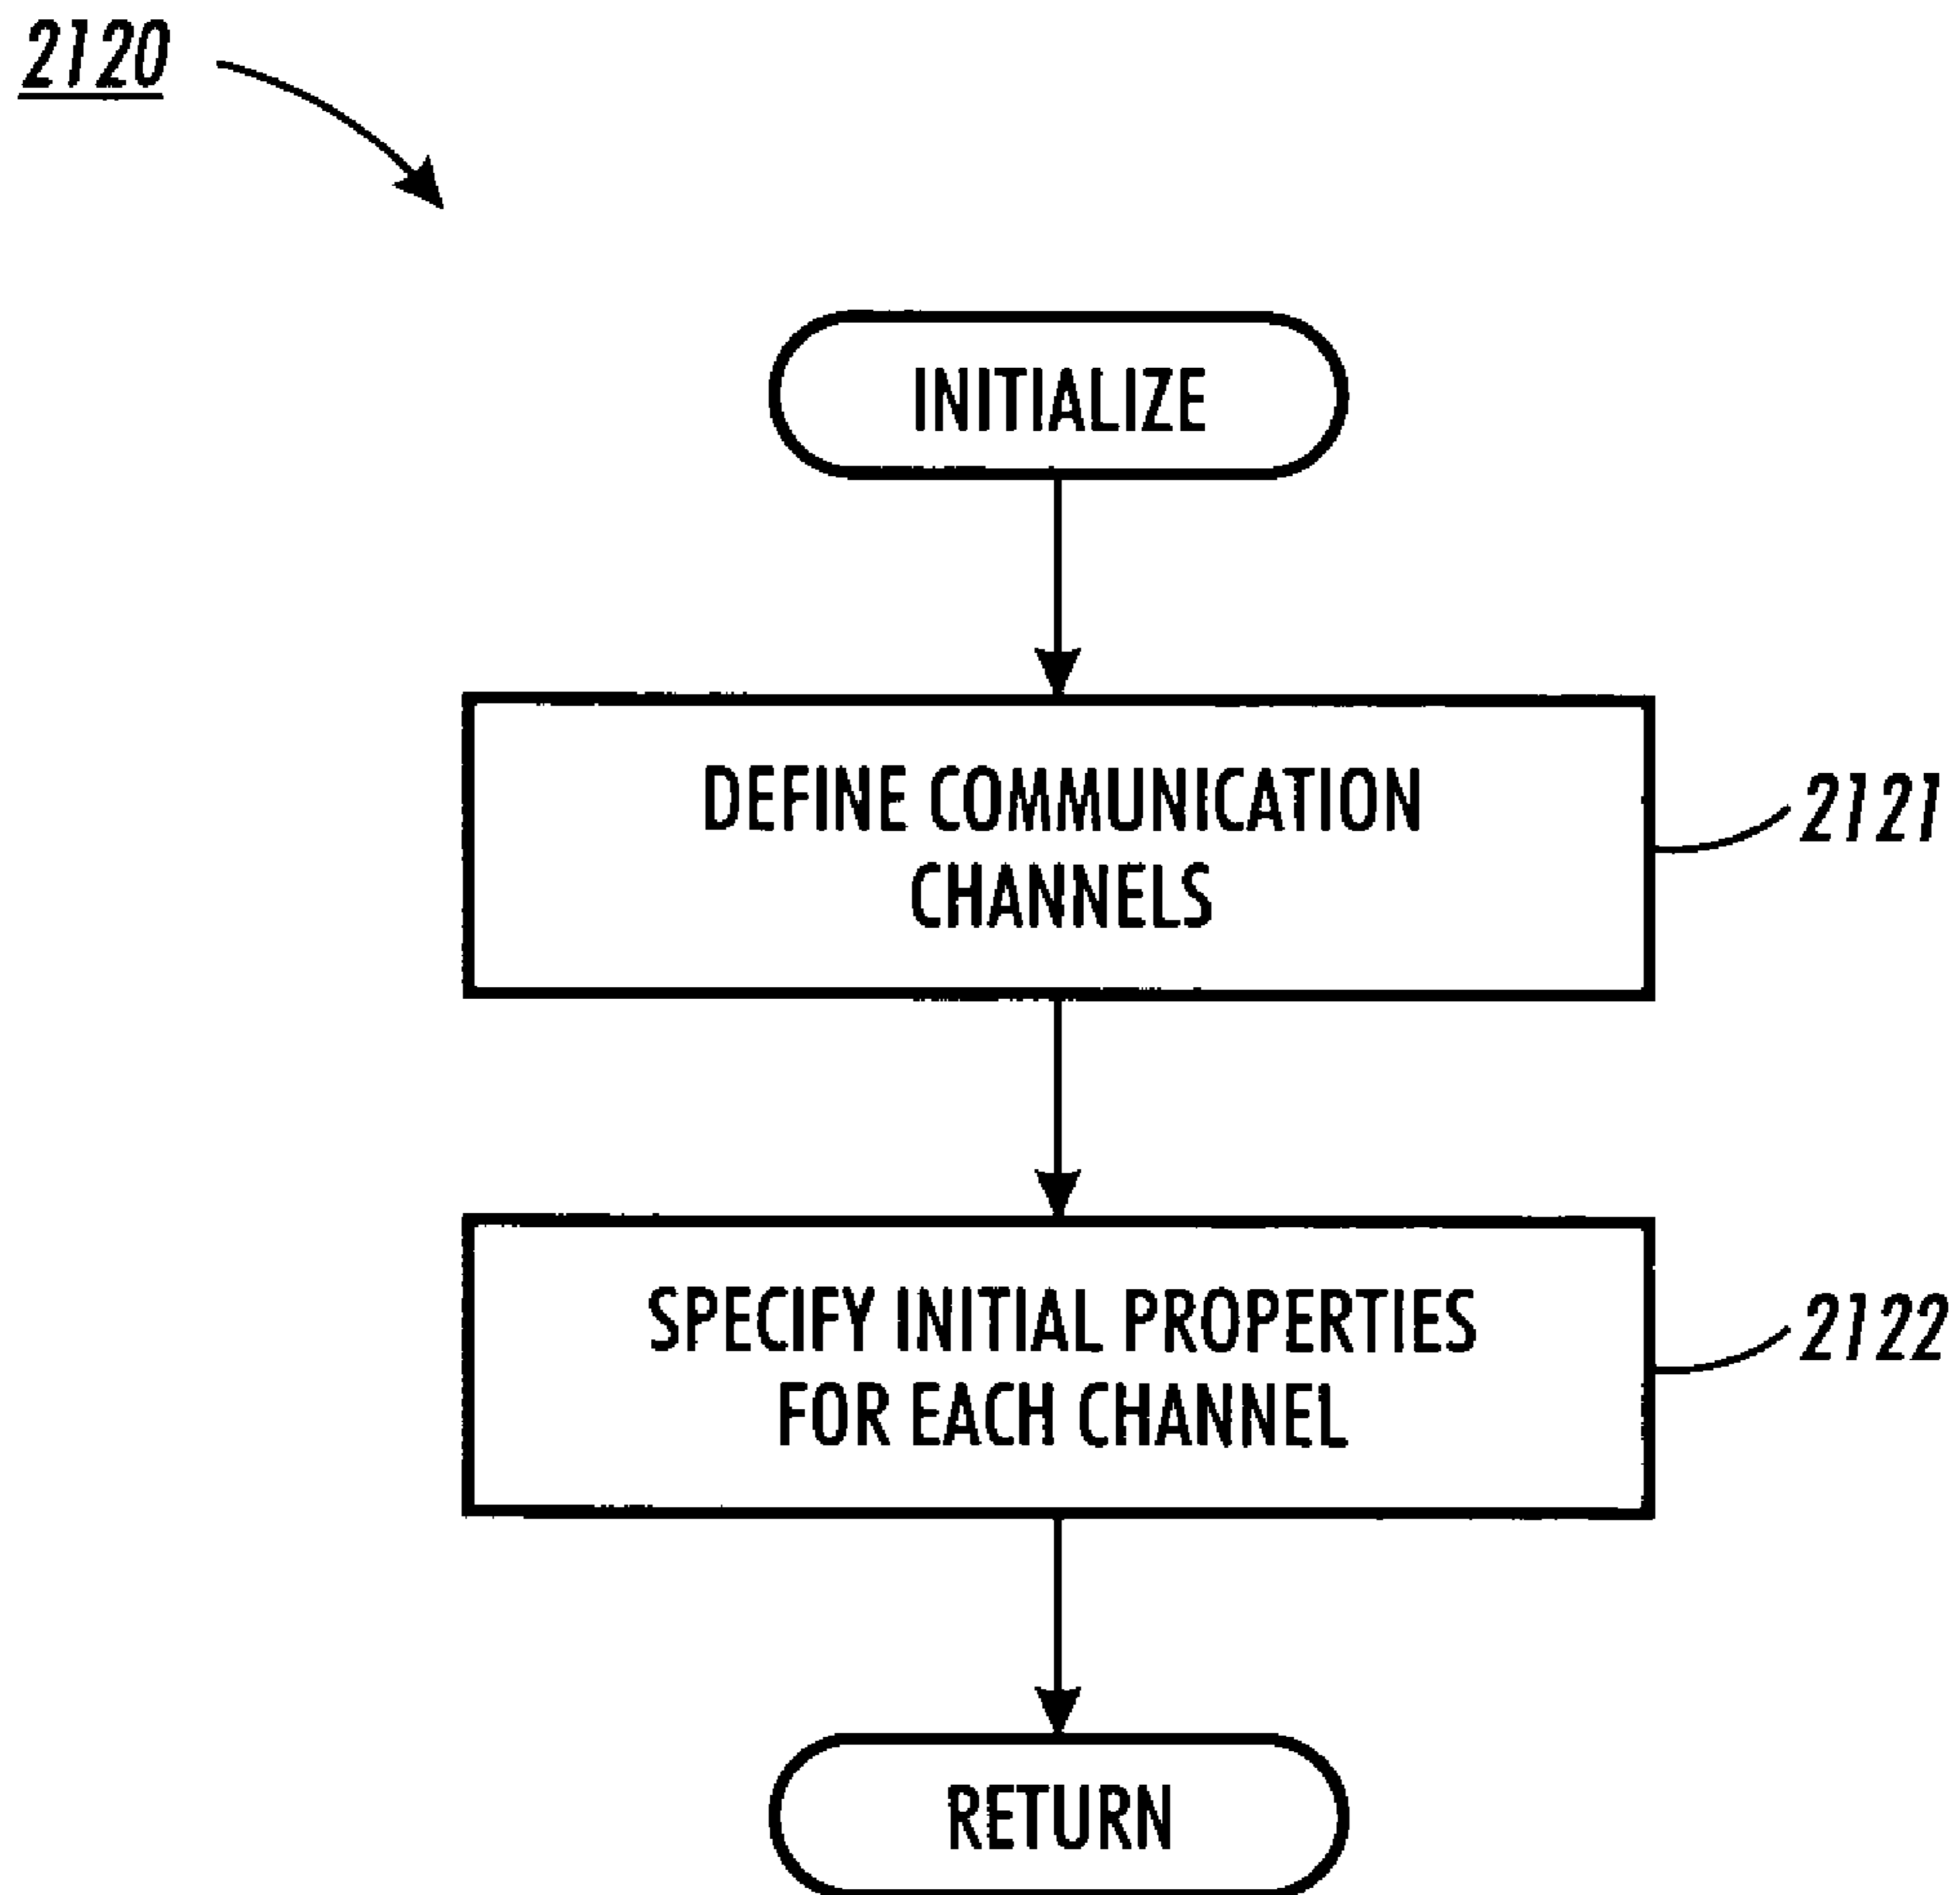 2120
INITIALIZE
DEFINE COMMUNICATION
CHANNELS
2121
SPECIFY INITIAL PROPERTIES
FOR EACH CHANNEL
2122
RETURN